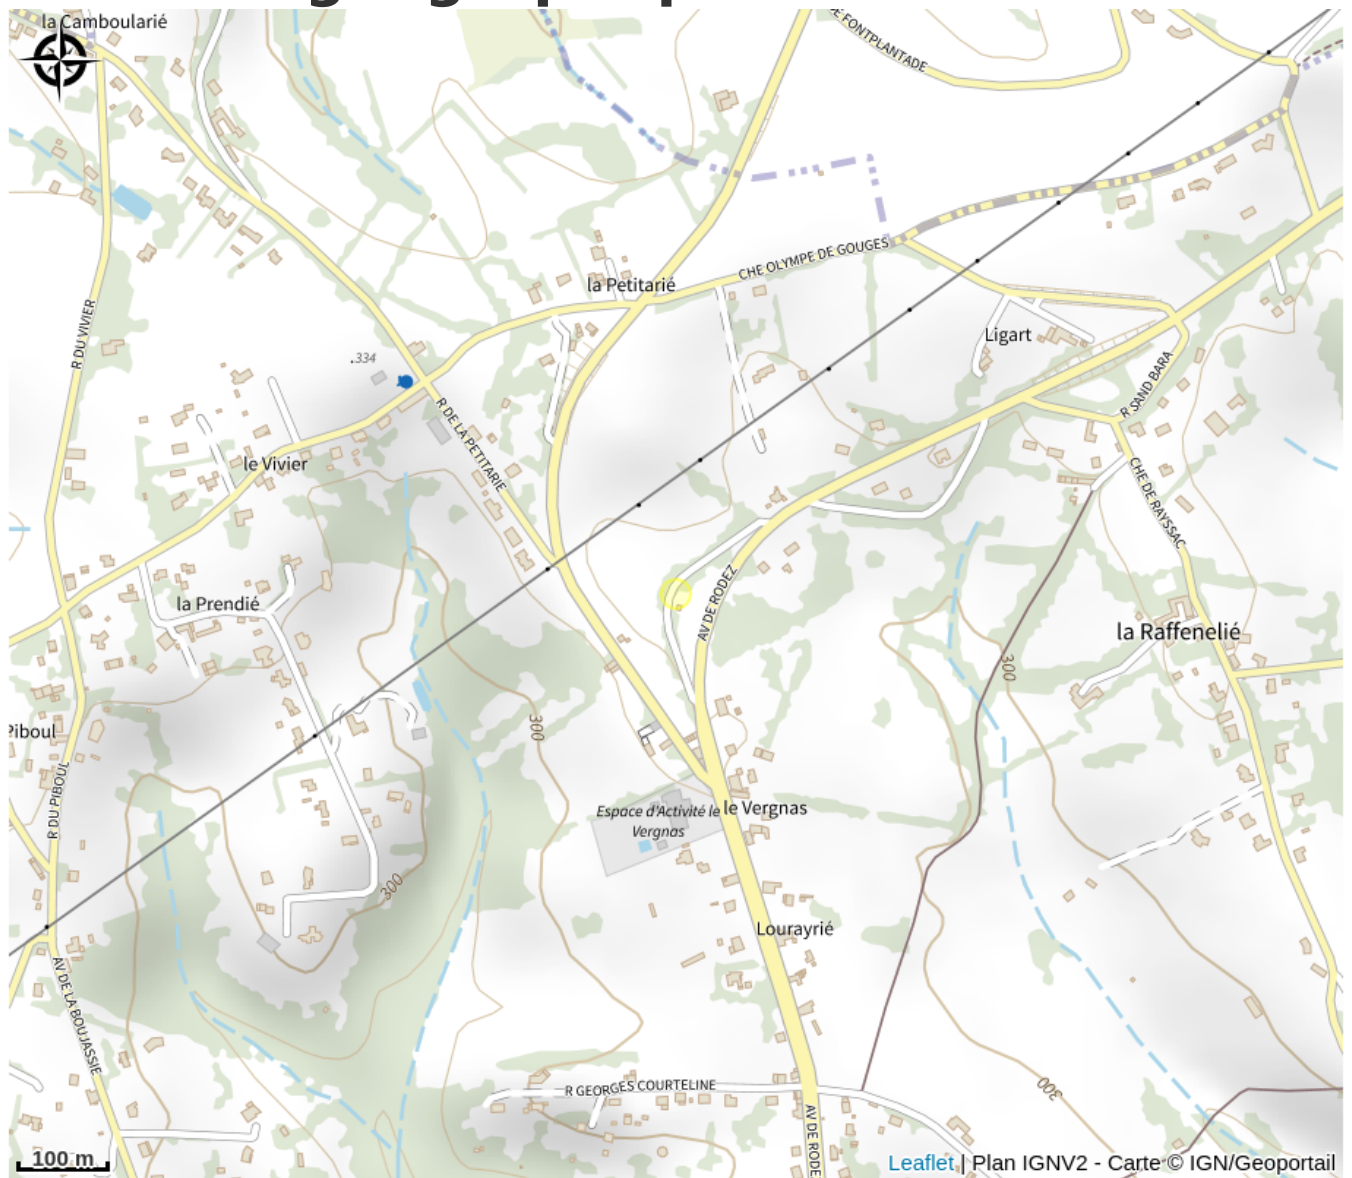 la Camboularié
DE FONTPLANTADE
CHE OLYMPE DE GOUGES
la Petitarié
R DU VIVIER
.334
Ligart
R SAND BARA
R DE LA PETITARIE
le Vivier
CHE DE RAYSSAC
la Prendié
AV DE RODEZ
la Raffenelié
300
300
Piboul
R DU PIBOUL
Espace d'Activité le
Vergnas
le Vergnas
300
Lourayrié
AV DE LA BOUJASSIE
R GEORGES COURTELINE
300
AV DE RODE
100 m
Leaflet | Plan IGNV2 - Carte © IGN/Geoportail